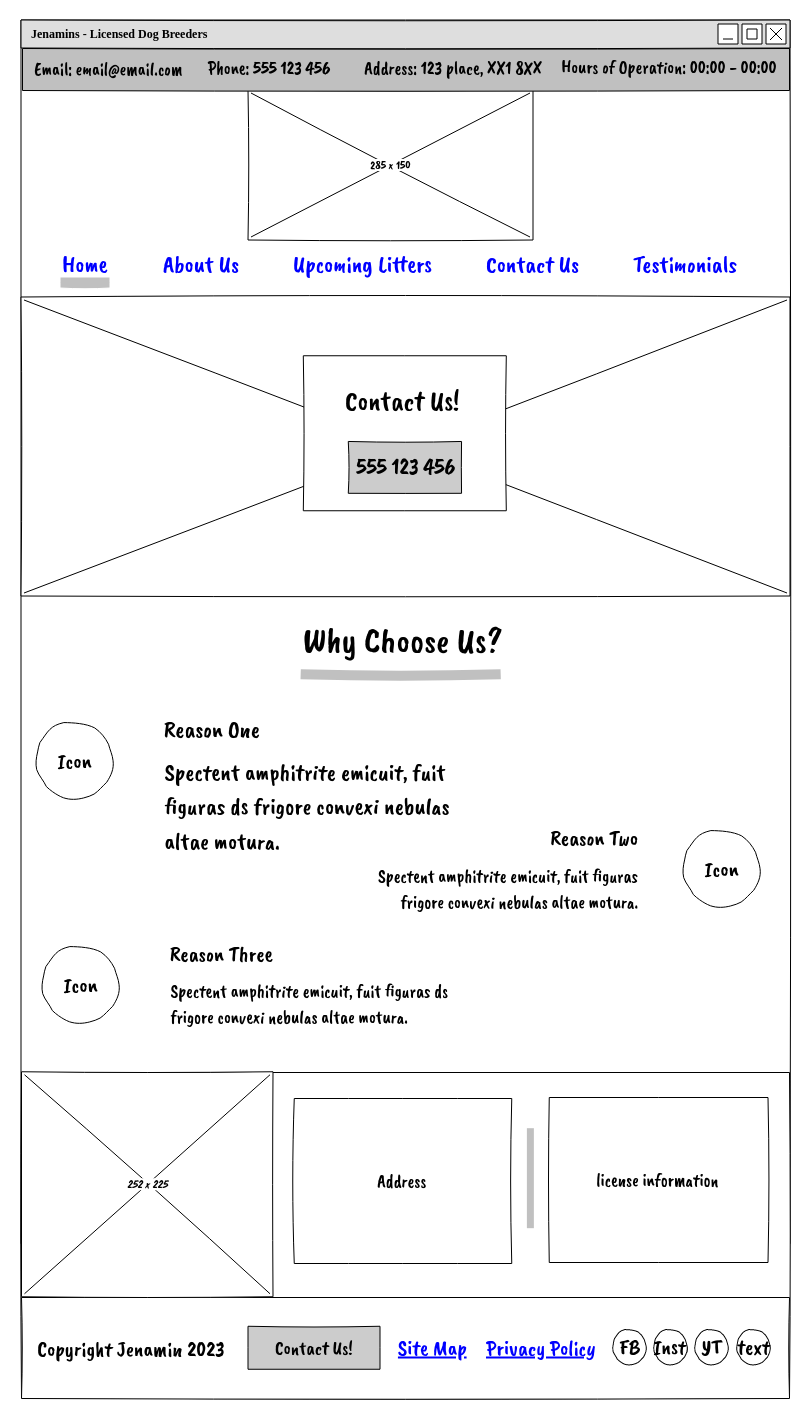 Jenamins - Licensed Dog Breeders
Email: email@email.com Phone: 555 123 456 Address: 123 place, XX1 8XX Hours of Operation: 00:00 - 00:00
285 x 150
Home About Us Upcoming Litters Contact Us Testimonials
Contact Us!
555 123 456
Why Choose Us?
Icon
Reason One
Spectent amphitrite emicuit, fuit
figuras ds frigore convexi nebulas
altae motura.
Reason Two
Spectent amphitrite emicuit, fuit figuras
frigore convexi nebulas altae motura.
Icon
Icon
Reason Three
Spectent amphitrite emicuit, fuit figuras ds
frigore convexi nebulas altae motura.
252 x 225
Address
license information
Copyright Jenamin 2023 Contact Us! Site Map Privacy Policy FB Inst YT text